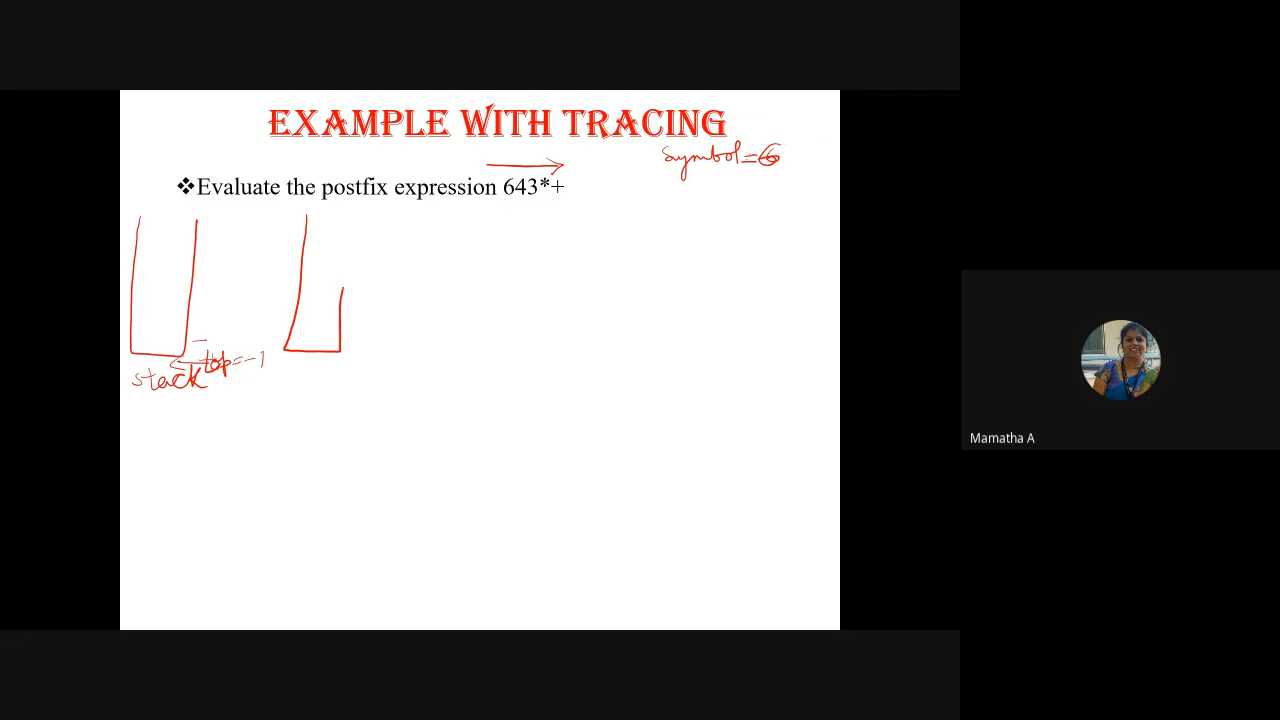 EXAMPLE WITH TRACING
symbol=6
❖Evaluate the postfix expression 643*+
top=-1
stack
Mamatha A